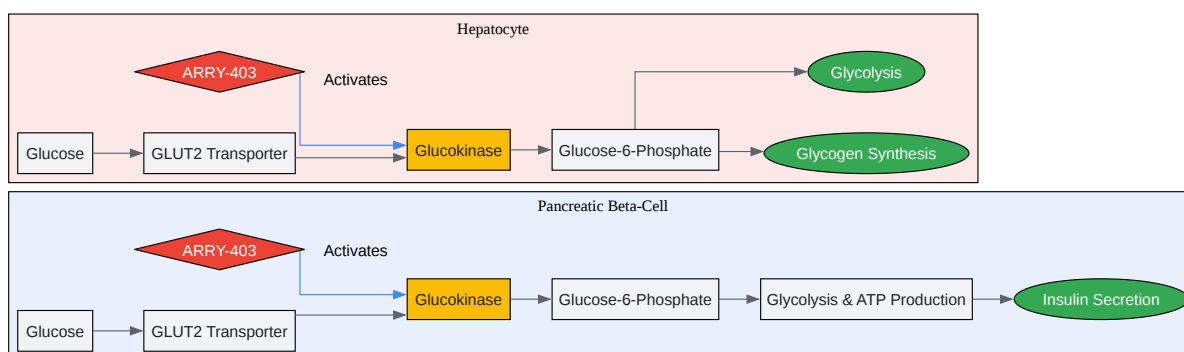 Hepatocyte
ARRY-403
Activates
Glycolysis
Glucose
GLUT2 Transporter
Glucokinase
Glucose-6-Phosphate
Glycogen Synthesis
Pancreatic Beta-Cell
ARRY-403
Activates
Glucokinase
Glucose-6-Phosphate
Glycolysis & ATP Production
Insulin Secretion
Glucose
GLUT2 Transporter